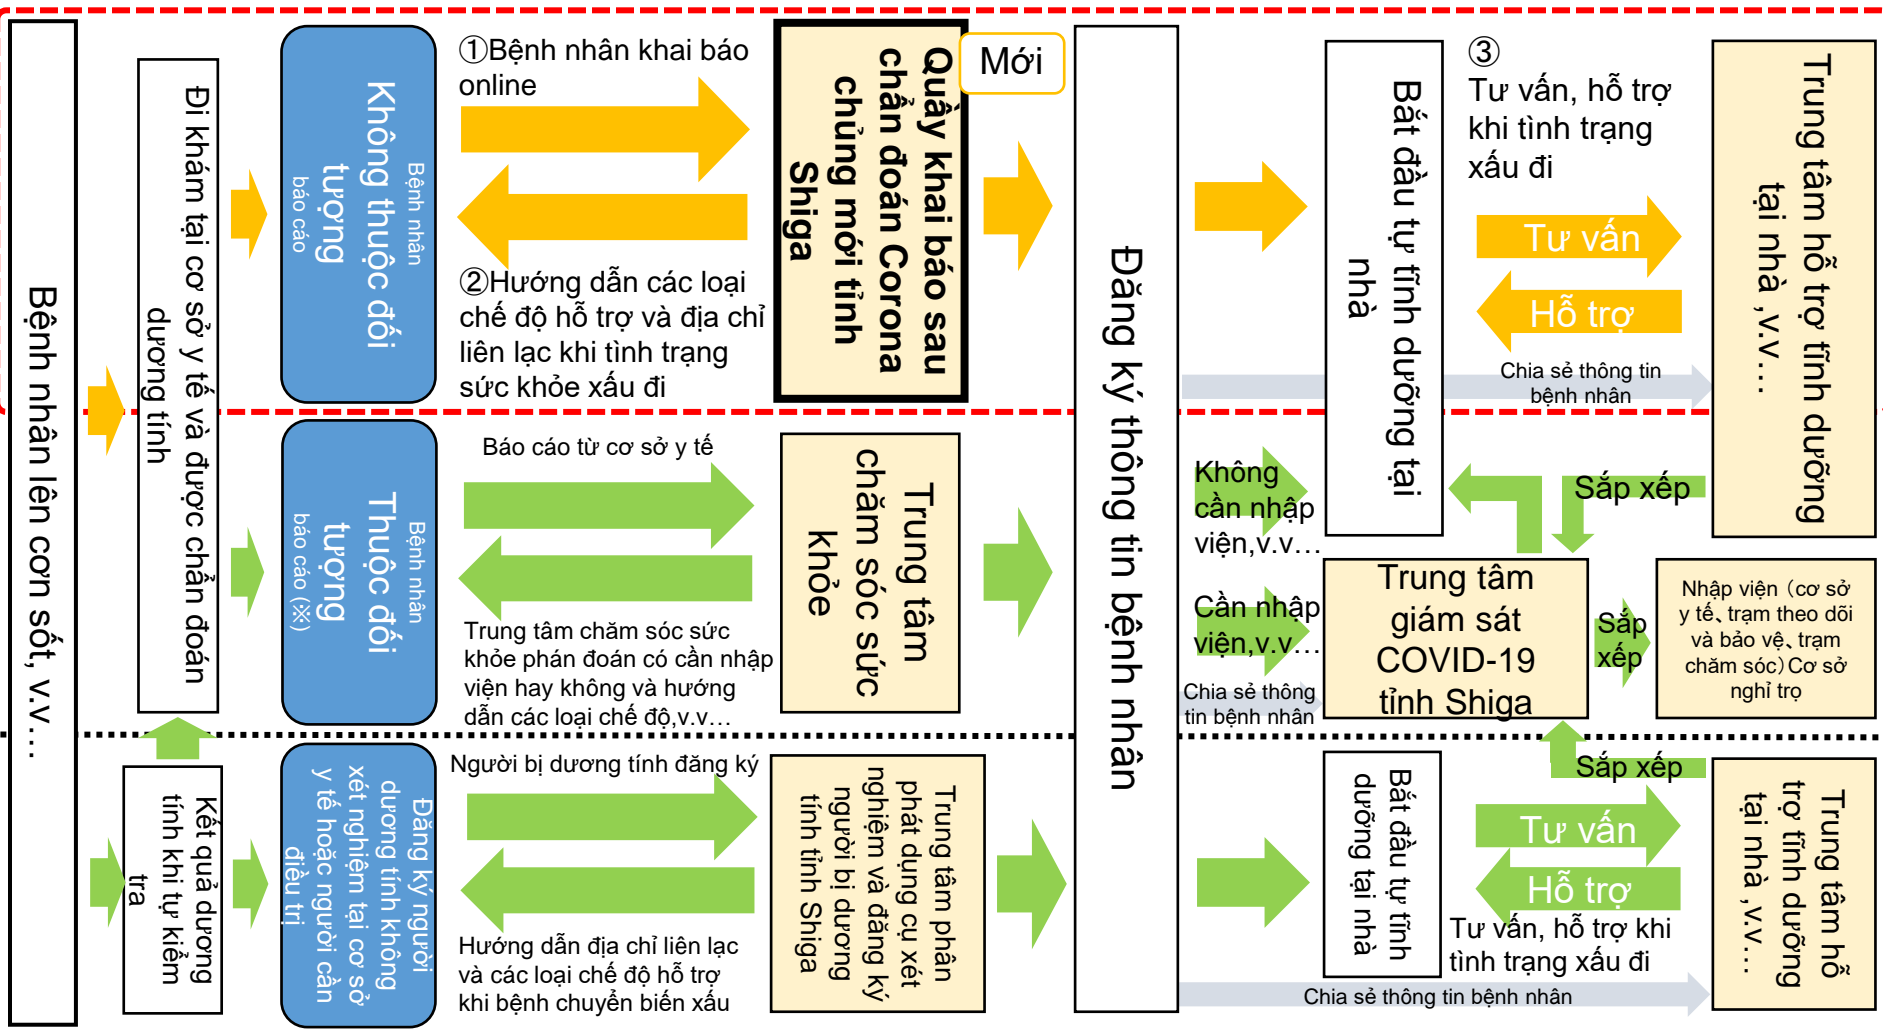 Bệnh nhân lên cơn sốt, v.v…
Đi khám tại cơ sở y tế và được chẩn đoán
dương tính
Bệnh nhân
Không thuộc đối
tượng
báo cáo
①Bệnh nhân khai báo
online
②Hướng dẫn các loại
chế độ hỗ trợ và địa chỉ
liên lạc khi tình trạng
sức khỏe xấu đi
Quầy khai báo sau
chẩn đoán Corona
chủng mới tỉnh
Shiga
Mới
Đăng ký thông tin bệnh nhân
Bắt đầu tự tĩnh dưỡng tại
nhà
③
Tư vấn, hỗ trợ
khi tình trạng
xấu đi
Tư vấn
Hỗ trợ
Chia sẻ thông tin
bệnh nhân
Trung tâm hỗ trợ tĩnh dưỡng
tại nhà ,v.v…
Bệnh nhân
Thuộc đối
tượng
báo cáo (※)
Báo cáo từ cơ sở y tế
Trung tâm chăm sóc sức
khỏe phán đoán có cần nhập
viện hay không và hướng
dẫn các loại chế độ,v.v…
Trung tâm
chăm sóc sức
khỏe
Không
cần nhập
viện,v.v…
Cần nhập
viện,v.v…
Chia sẻ thông
tin bệnh nhân
Sắp xếp
Trung tâm
giám sát
COVID-19
tỉnh Shiga
Sắp
xếp
Nhập viện（cơ sở
y tế、trạm theo dõi
và bảo vệ、trạm
chăm sóc）Cơ sở
nghỉ trọ
Kết quả dương
tính khi tự kiểm
tra
Đăng ký người
dương tính không
xét nghiệm tại cơ sở
y tế hoặc người cần
điều trị
Người bị dương tính đăng ký
Hướng dẫn địa chỉ liên lạc
và các loại chế độ hỗ trợ
khi bệnh chuyển biến xấu
Trung tâm phân
phát dụng cụ xét
nghiệm và đăng ký
người bị dương
tính tỉnh Shiga
Bắt đầu tự tĩnh
dưỡng tại nhà
Sắp xếp
Tư vấn
Hỗ trợ
Tư vấn, hỗ trợ khi
tình trạng xấu đi
Chia sẻ thông tin bệnh nhân
Trung tâm hỗ
trợ tĩnh dưỡng
tại nhà ,v.v…